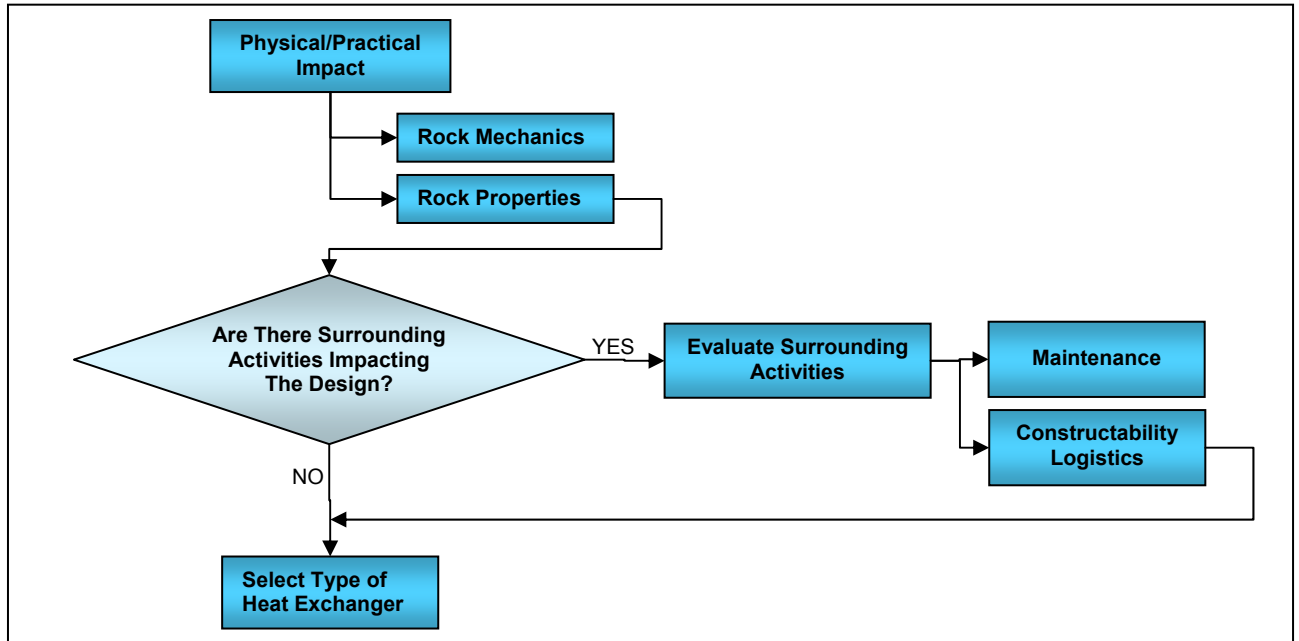 Physical/Practical
Impact
Rock Mechanics
Rock Properties
Are There Surrounding
Activities Impacting
The Design?
YES
Evaluate Surrounding
Activities
Maintenance
Constructability
Logistics
NO
Select Type of
Heat Exchanger